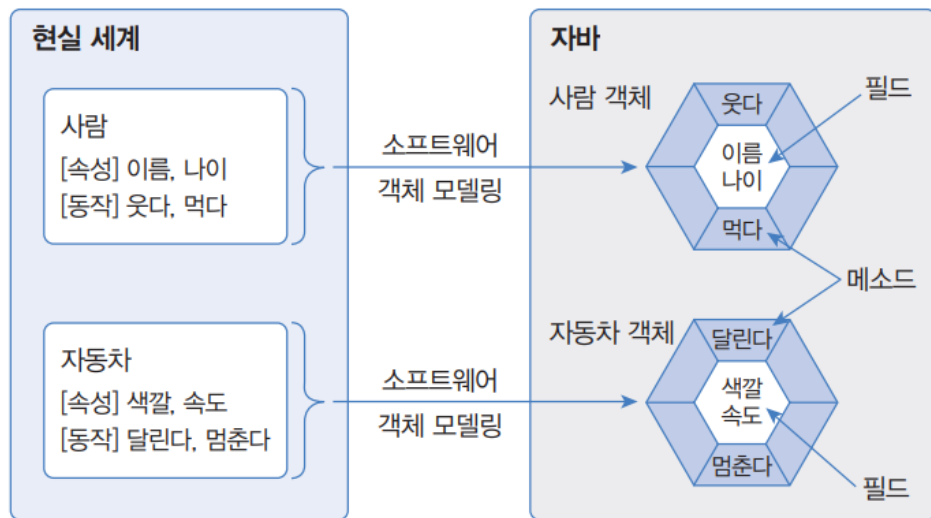 현실 세계
사람
[속성] 이름, 나이
[동작] 웃다, 먹다
자동차
[속성] 색깔, 속도
[동작] 달린다, 멈춘다
소프트웨어
객체 모델링
소프트웨어
객체 모델링
자바
사람 객체
웃다
이름
나이
먹다
필드
메소드
자동차 객체
달린다
색깔
속도
멈춘다
필드